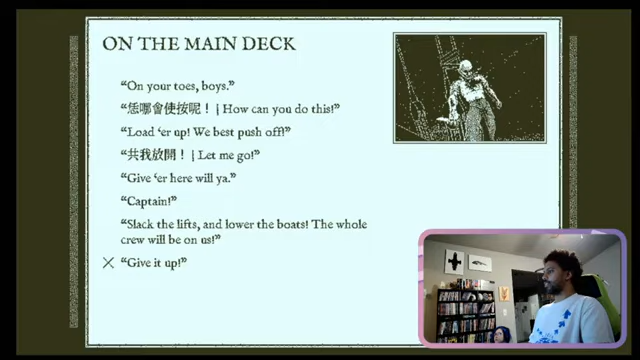 ON THE MAIN DECK
“On your toes, boys.”
“恁哪會使按呢！ | How can you do this!”
“Load ‘er up! We best push off!”
“共我放開！ | Let me go!”
“Give ‘er here will ya.”
“Captain!”
“Slack the lifts, and lower the boats! The whole
crew will be on us!”
“Give it up!”